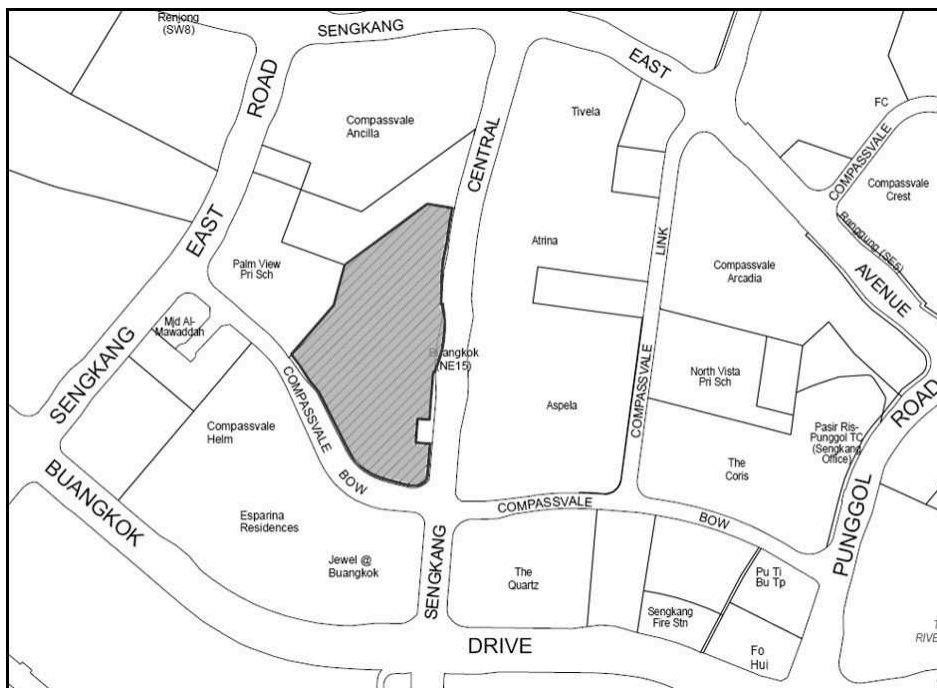 Renjong
(SW8)
SENGKANG
EAST
ROAD
Compassvale
Ancilla
CENTRAL
Tivela
FC
COMPASSVALE
Compassvale
Crest
Ranggung (SE5)
EAST
Palm View
Pri Sch
Atrina
LINK
Compassvale
Arcadia
AVENUE
Mjd Al-
Mawaddah
SENGKANG
Buangkok
(NE15)
COMPASSVALE
North Vista
Pri Sch
ROAD
COMPASSVALE
Compassvale
Helm
Aspela
Pasir Ris-
Punggol TC
(Sengkang
Office)
The
Coris
BOW
BUANGKOK
COMPASSVALE
BOW
Esparina
Residences
Jewel @
Buangkok
SENGKANG
The
Quartz
Pu Ti
Bu Tp
PUNGGOL
Sengkang
Fire Stn
DRIVE
Fo
Hui
RIVE